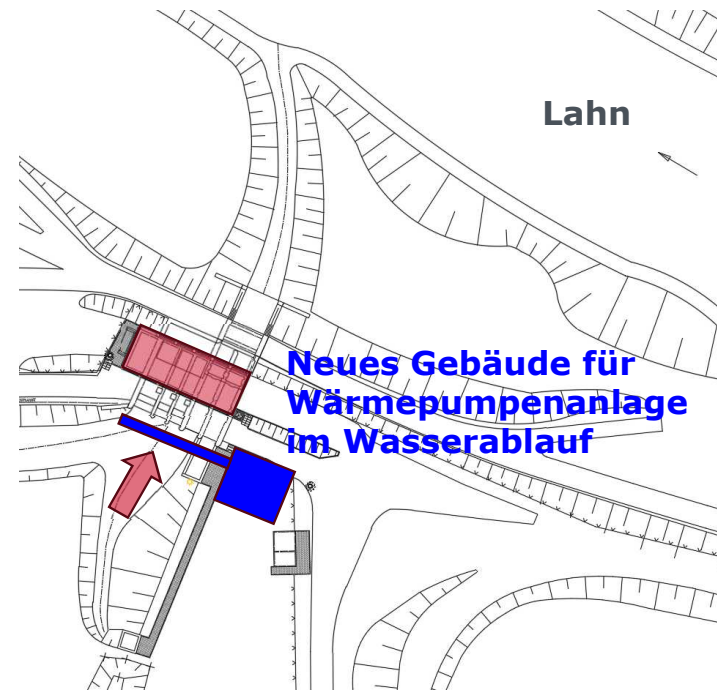 Lahn
Neues Gebäude für
Wärmepumpenanlage
im Wasserablauf